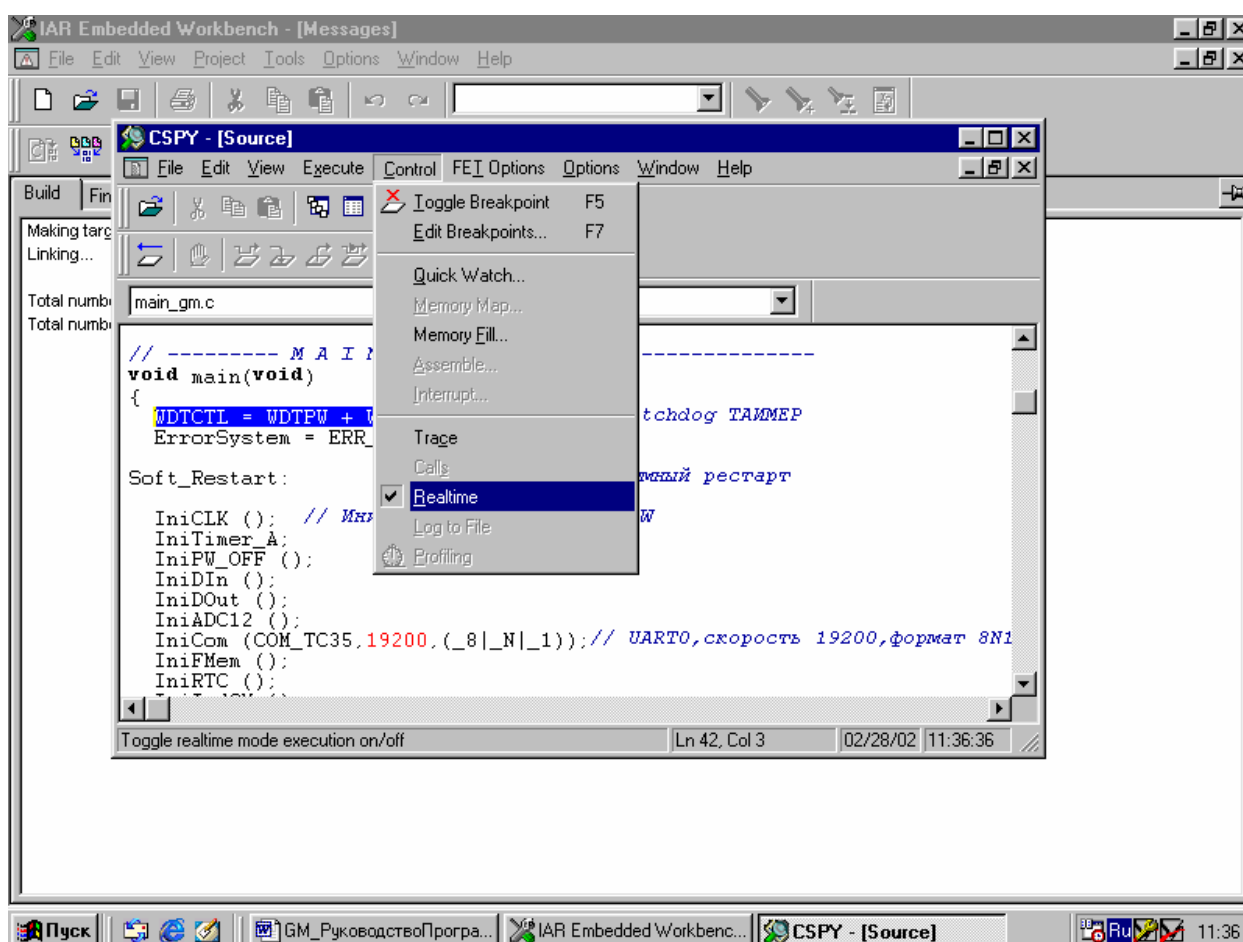 IAR Embedded Workbench - [Messages]
File Edit View Project Tools Options Window Help
CSPY - [Source]
File Edit View Execute Control FET Options Options Window Help
Build Fin
Toggle Breakpoint F5
Edit Breakpoints... F7
Quick Watch...
Memory Map...
Memory Fill...
Assemble...
Interrupt...
Trace
Calls
Realtime
Log to File
Profiling
Making targ
Linking...
Total numb
Total numb
main_gm.c
// --------- M A I N ---------------
void main(void)
{
WDTCTL = WDTPW + tchdog ТАЙМЕР
ErrorSystem = ERR_
Soft_Restart: рестарт
IniCLK (); // W
IniTimer_A;
IniPW_OFF ();
IniDIn ();
IniDOut ();
IniADC12 ();
IniCom (COM_TC35,19200,(_8|_N|_1));// UART0,скорость 19200,формат 8N1
IniFMem ();
IniRTC ();
Toggle realtime mode execution on/off Ln 42, Col 3 02/28/02 11:36:36
Пуск GM_РуководствоПрогра... IAR Embedded Workbenc... CSPY - [Source] Ru 11:36